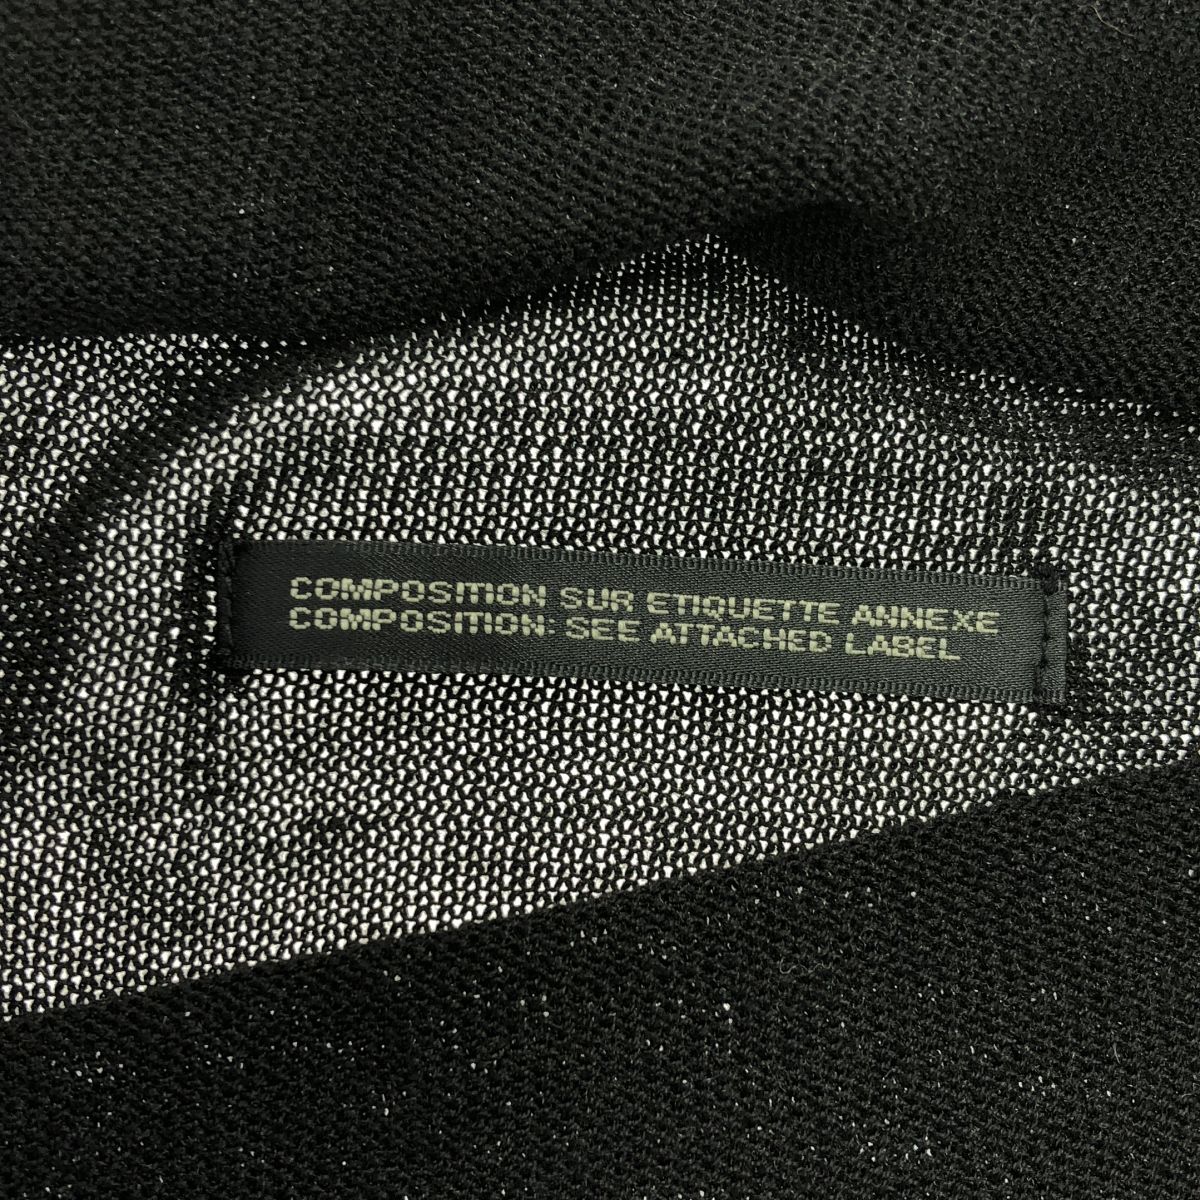 COMPOSITION SUR ETIQUETTE ANNEXE
COMPOSITION: SEE ATTACHED LABEL